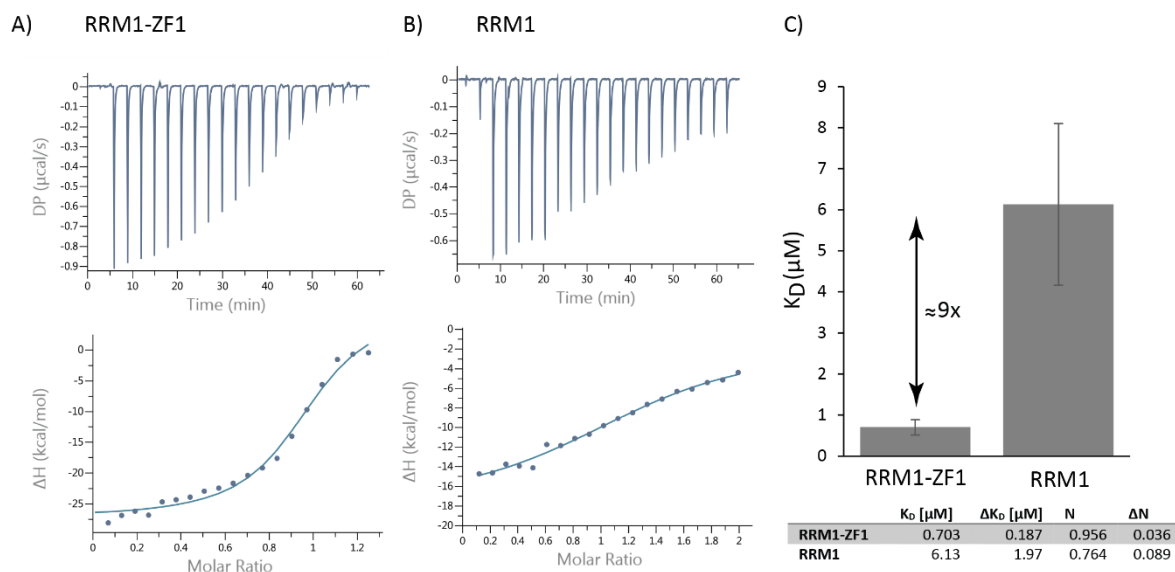 A) RRM1-ZF1
0
-0.1
-0.2
-0.3
-0.4
-0.5
-0.6
-0.7
-0.8
-0.9
DP (µcal/s)
0 10 20 30 40 50 60
Time (min)
0
-5
-10
-15
-20
-25
ΔH (kcal/mol)
0 0.2 0.4 0.6 0.8 1 1.2
Molar Ratio
B) RRM1
0
-0.1
-0.2
-0.3
-0.4
-0.5
-0.6
DP (µcal/s)
0 10 20 30 40 50 60
Time (min)
0
-2
-4
-6
-8
-10
-12
-14
-16
-18
-20
ΔH (kcal/mol)
0 0.2 0.4 0.6 0.8 1 1.2 1.4 1.6 1.8 2
Molar Ratio
C)
9
8
7
6
5
4
3
2
1
0
KD(µM)
≈9x
RRM1-ZF1 RRM1
KD [µM] ΔKD [µM] N ΔN
RRM1-ZF1 0.703 0.187 0.956 0.036
RRM1 6.13 1.97 0.764 0.089